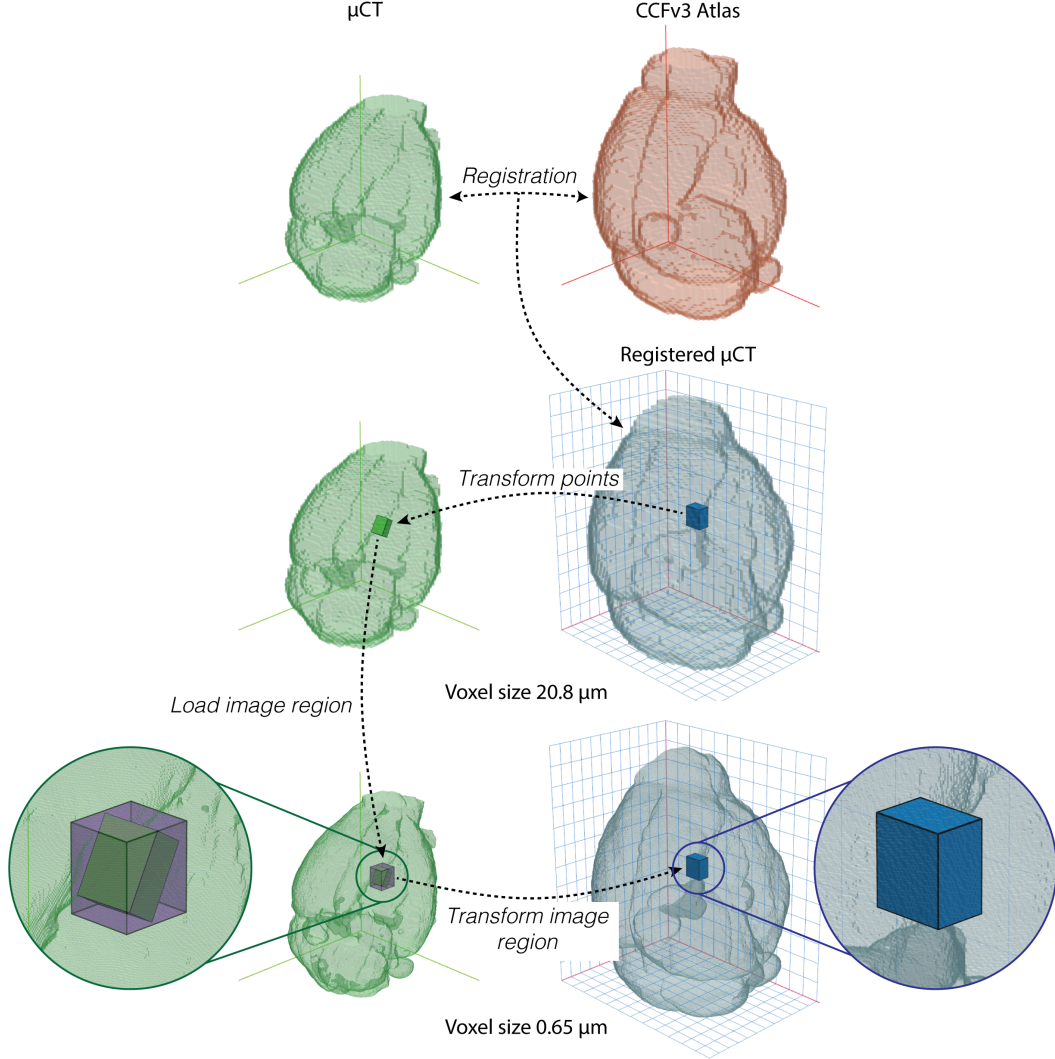 µCT
CCFv3 Atlas
Registration
Registered µCT
Transform points
Voxel size 20.8 µm
Load image region
Transform image
region
Voxel size 0.65 µm